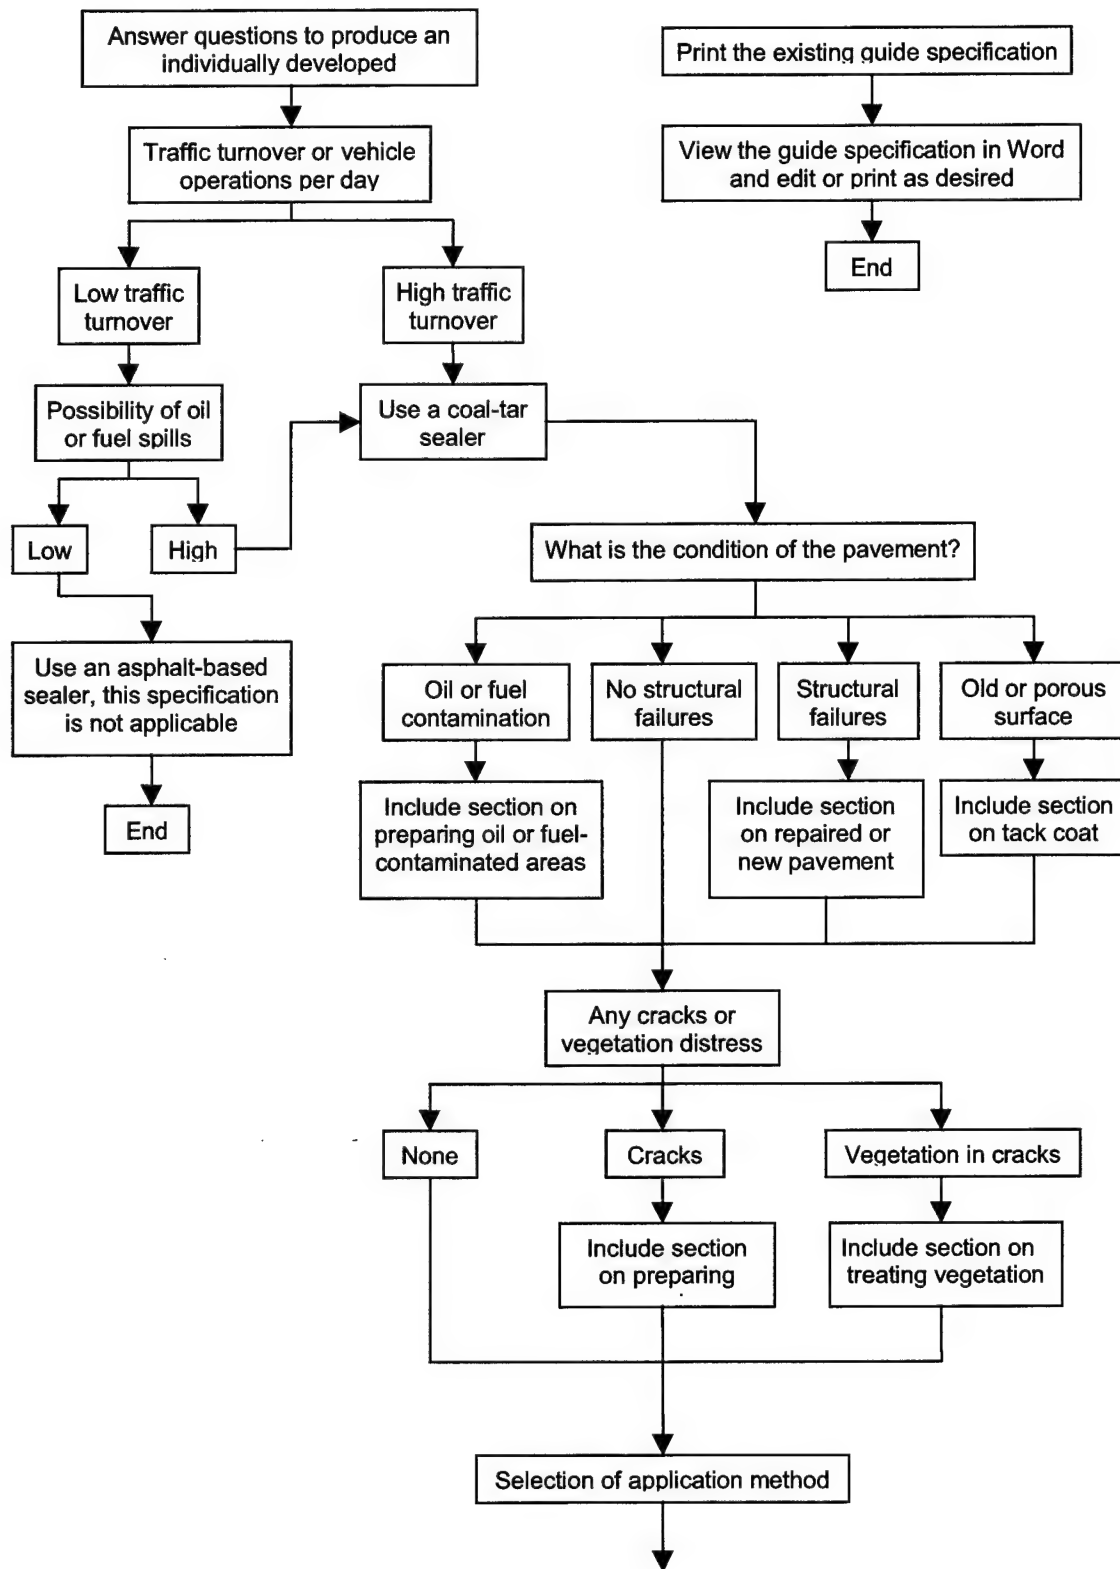 Answer questions to produce an
individually developed
Print the existing guide specification
Traffic turnover or vehicle
operations per day
View the guide specification in Word
and edit or print as desired
End
Low traffic
turnover
High traffic
turnover
Possibility of oil
or fuel spills
Use a coal-tar
sealer
Low
High
What is the condition of the pavement?
Use an asphalt-based
sealer, this specification
is not applicable
End
Oil or fuel
contamination
No structural
failures
Structural
failures
Old or porous
surface
Include section on
preparing oil or fuel-
contaminated areas
Include section
on repaired or
new pavement
Include section
on tack coat
Any cracks or
vegetation distress
None
Cracks
Vegetation in cracks
Include section
on preparing
Include section on
treating vegetation
Selection of application method